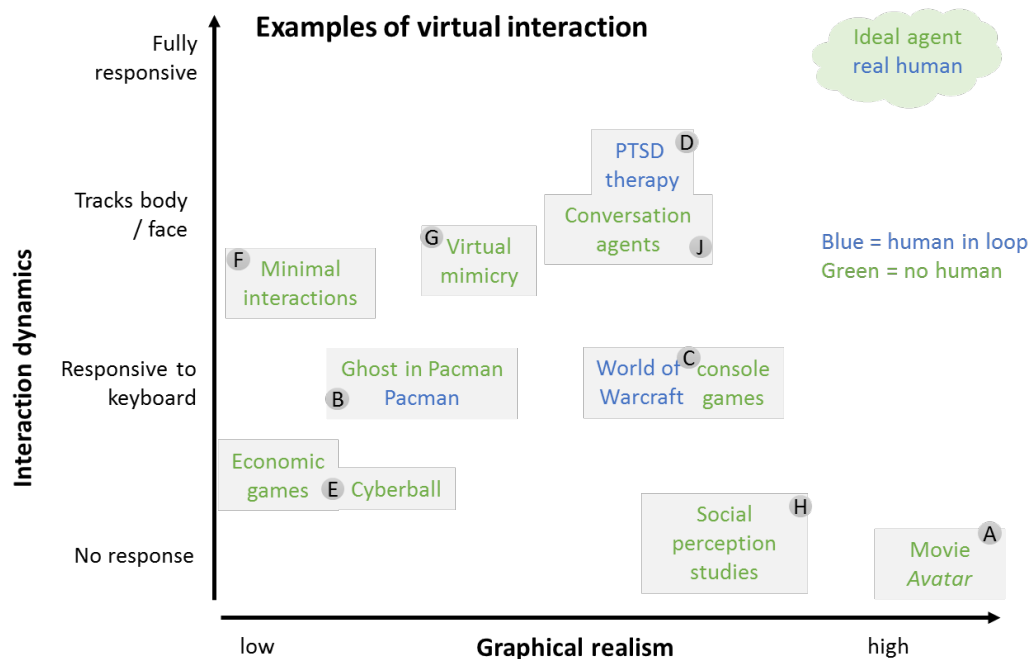 Examples of virtual interaction
Fully
responsive
Ideal agent
real human
D
PTSD
therapy
Tracks body
/ face
Conversation
agents
J
G
Virtual
mimicry
F
Minimal
interactions
Blue = human in loop
Green = no human
Interaction dynamics
Responsive to
keyboard
Ghost in Pacman
Pacman
B
World of
Warcraft
C
console
games
Economic
games
E
Cyberball
No response
H
Social
perception
studies
A
Movie
Avatar
low
Graphical realism
high